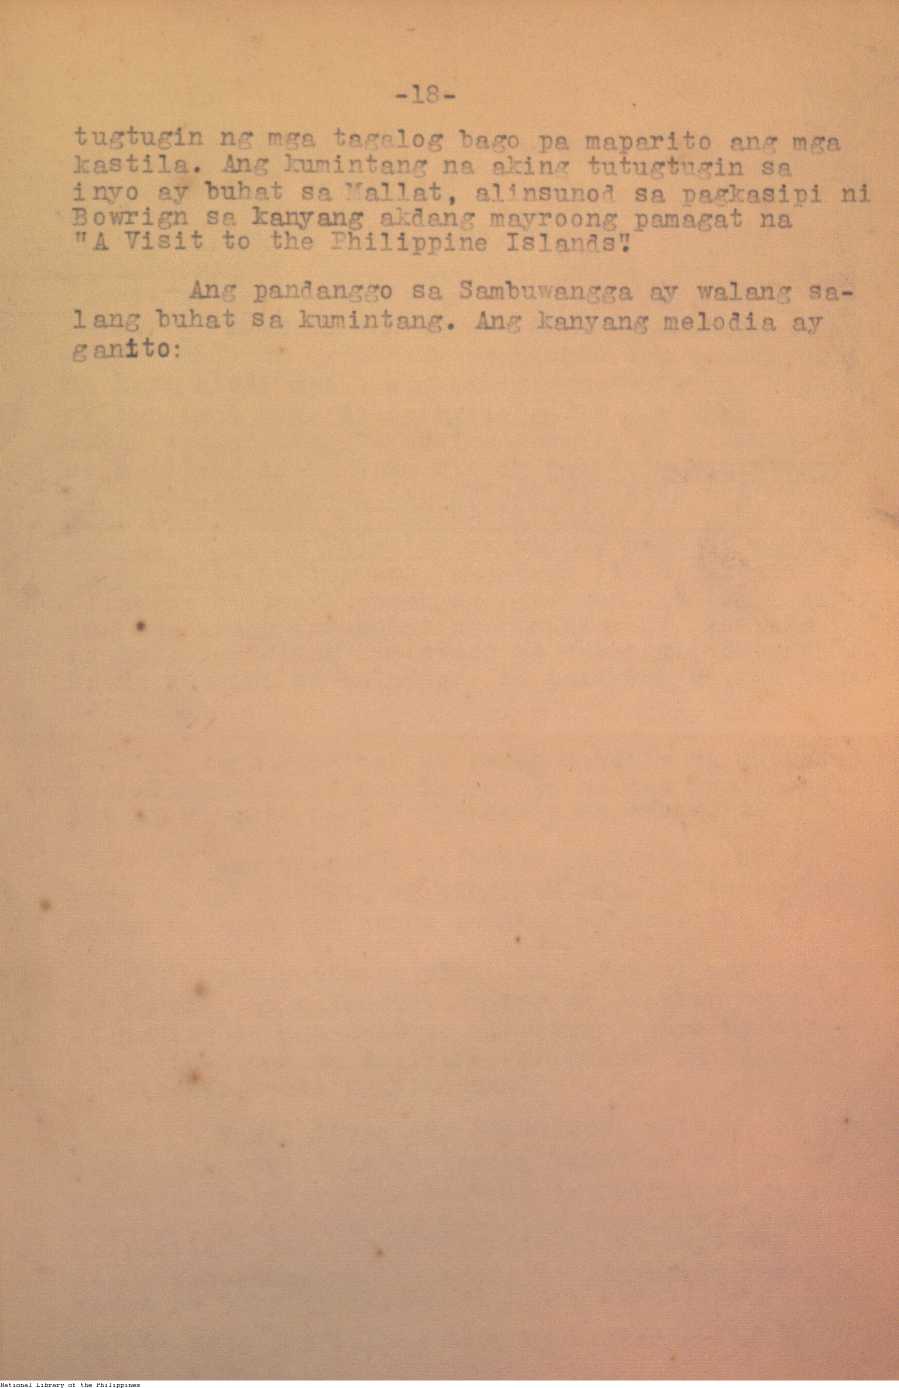 -18-
tugtugin ng mga tagalog bago pa maparito ang mga
kastila. Ang kumintang na aking tutugtugin sa
inyo ay buhat sa Mallat, alinsunod sa pagkasipi ni
Bowrign sa kanyang akdang mayroong pamagat na
"A Visit to the Philippine Islands".
Ang pandanggo sa Sambuwangga ay walang sa-
lang buhat sa kumintang. Ang kanyang melodia ay
ganito:
National Library of the Philippines